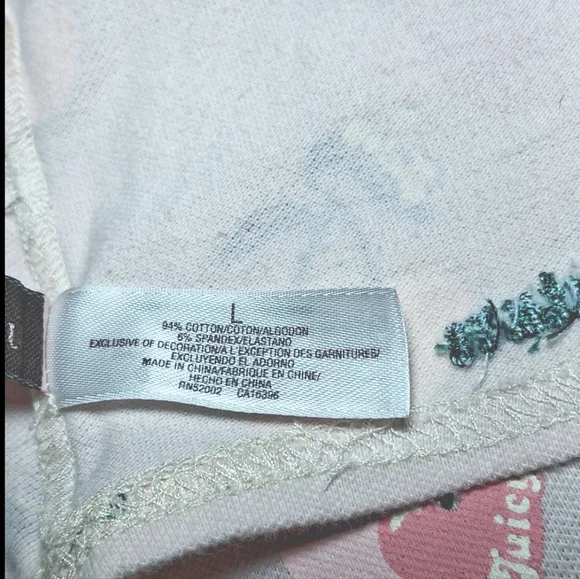 L
94% COTTON/COTON/ALGODON
6% SPANDEX/ELASTANO
EXCLUSIVE OF DECORATION/A L'EXCEPTION DES GARNITURES/
EXCLUYENDO EL ADORNO
MADE IN CHINA/FABRIQUE EN CHINE/
HECHO EN CHINA
RN52002 CA16396
Juicy